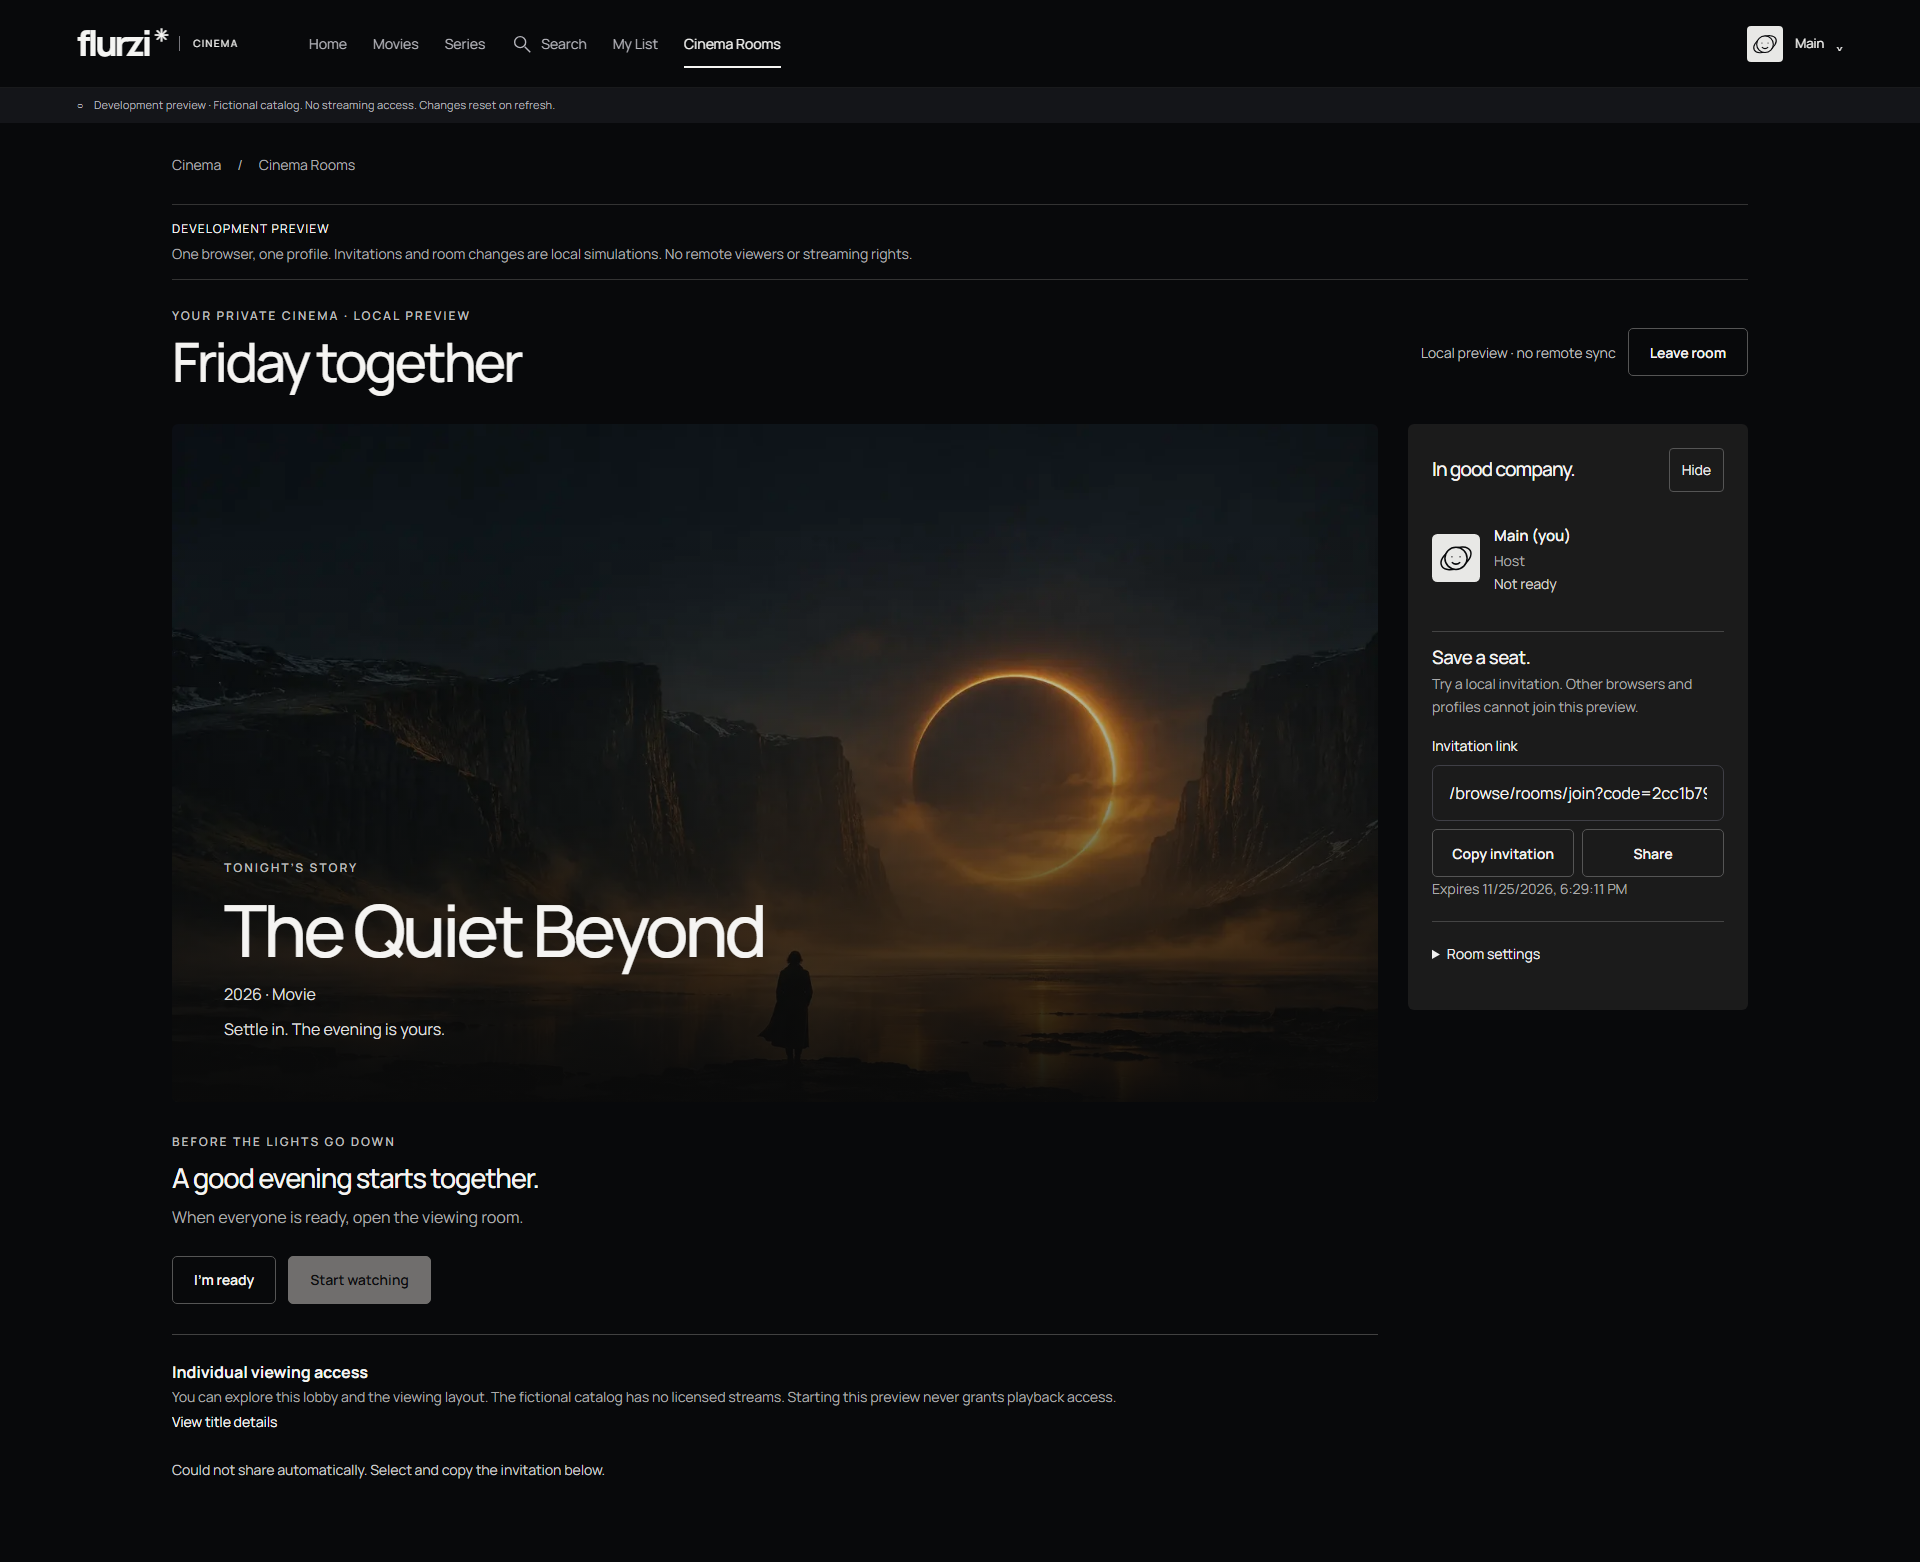 flurzi* | CINEMA
Home
Movies
Series
Search
My List
Cinema Rooms
Main
Development preview · Fictional catalog. No streaming access. Changes reset on refresh.
Cinema / Cinema Rooms
DEVELOPMENT PREVIEW
One browser, one profile. Invitations and room changes are local simulations. No remote viewers or streaming rights.
YOUR PRIVATE CINEMA · LOCAL PREVIEW
Friday together
Local preview · no remote sync
Leave room
TONIGHT'S STORY
The Quiet Beyond
2026 · Movie
Settle in. The evening is yours.
In good company.
Hide
Main (you)
Host
Not ready
Save a seat.
Try a local invitation. Other browsers and
profiles cannot join this preview.
Invitation link
/browse/rooms/join?code=2cc1b79
Copy invitation
Share
Expires 11/25/2026, 6:29:11 PM
Room settings
BEFORE THE LIGHTS GO DOWN
A good evening starts together.
When everyone is ready, open the viewing room.
I'm ready
Start watching
Individual viewing access
You can explore this lobby and the viewing layout. The fictional catalog has no licensed streams. Starting this preview never grants playback access.
View title details
Could not share automatically. Select and copy the invitation below.